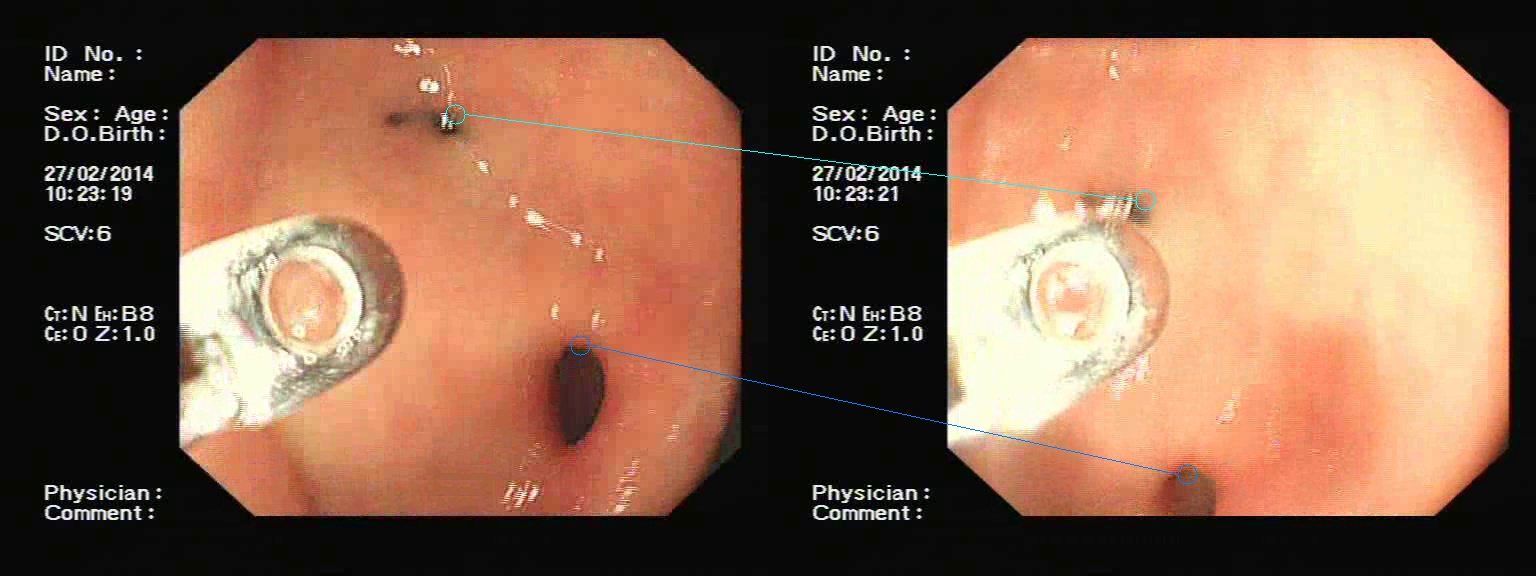 ID No. :
Name :
Sex : Age :
D.O.Birth :
27/02/2014
10:23:19
SCV:6
CT:N EH:B8
CE:0 Z:1.0
Physician :
Comment :
ID No. :
Name :
Sex : Age :
D.O.Birth :
27/02/2014
10:23:21
SCV:6
CT:N EH:B8
CE:0 Z:1.0
Physician :
Comment :